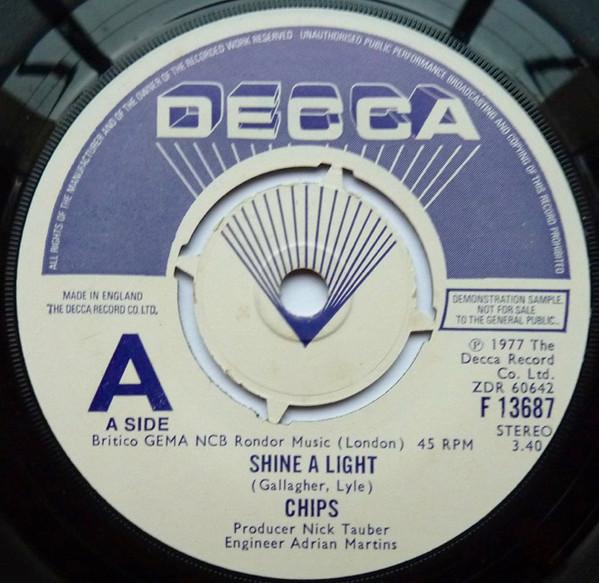 ALL RIGHTS OF THE MANUFACTURER AND OF THE OWNER OF THE RECORDED WORK RESERVED UNAUTHORISED PUBLIC PERFORMANCE BROADCASTING AND COPYING OF THIS RECORD PROHIBITED
DECCA
MADE IN ENGLAND
THE DECCA RECORD CO. LTD.
DEMONSTRATION SAMPLE.
NOT FOR SALE
TO THE GENERAL PUBLIC.
℗ 1977 The
Decca Record
Co. Ltd.
ZDR 60642
F 13687
STEREO
3.40
A
A SIDE
Britico GEMA NCB Rondor Music (London) 45 RPM
SHINE A LIGHT
(Gallagher, Lyle)
CHIPS
Producer Nick Tauber
Engineer Adrian Martins